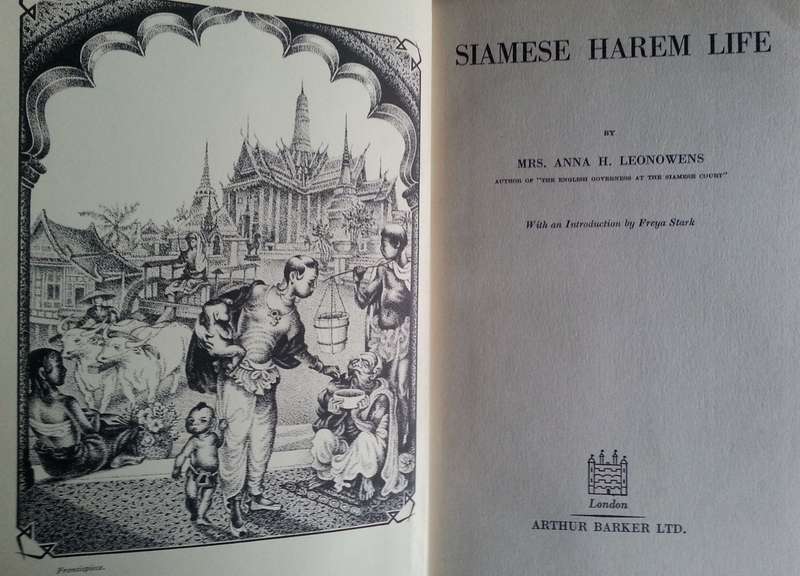 Frontispiece.
SIAMESE HAREM LIFE
BY
MRS. ANNA H. LEONOWENS
AUTHOR OF "THE ENGLISH GOVERNESS AT THE SIAMESE COURT"
With an Introduction by Freya Stark
London
ARTHUR BARKER LTD.